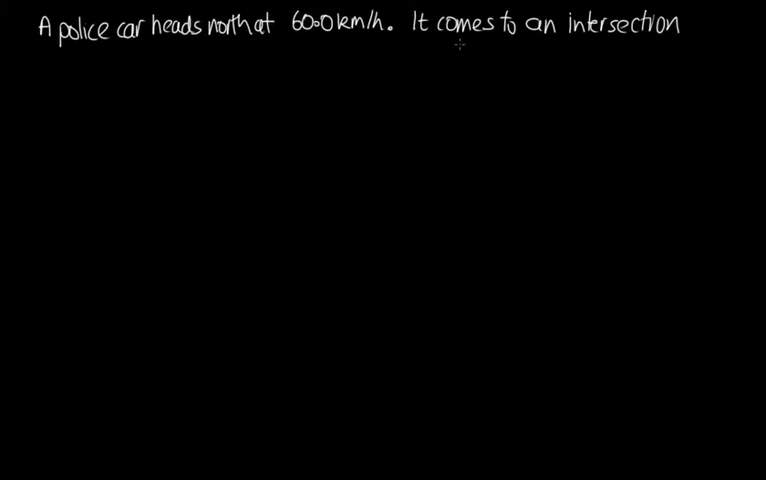 A police car heads north at 60.0 km/h. It comes to an intersection